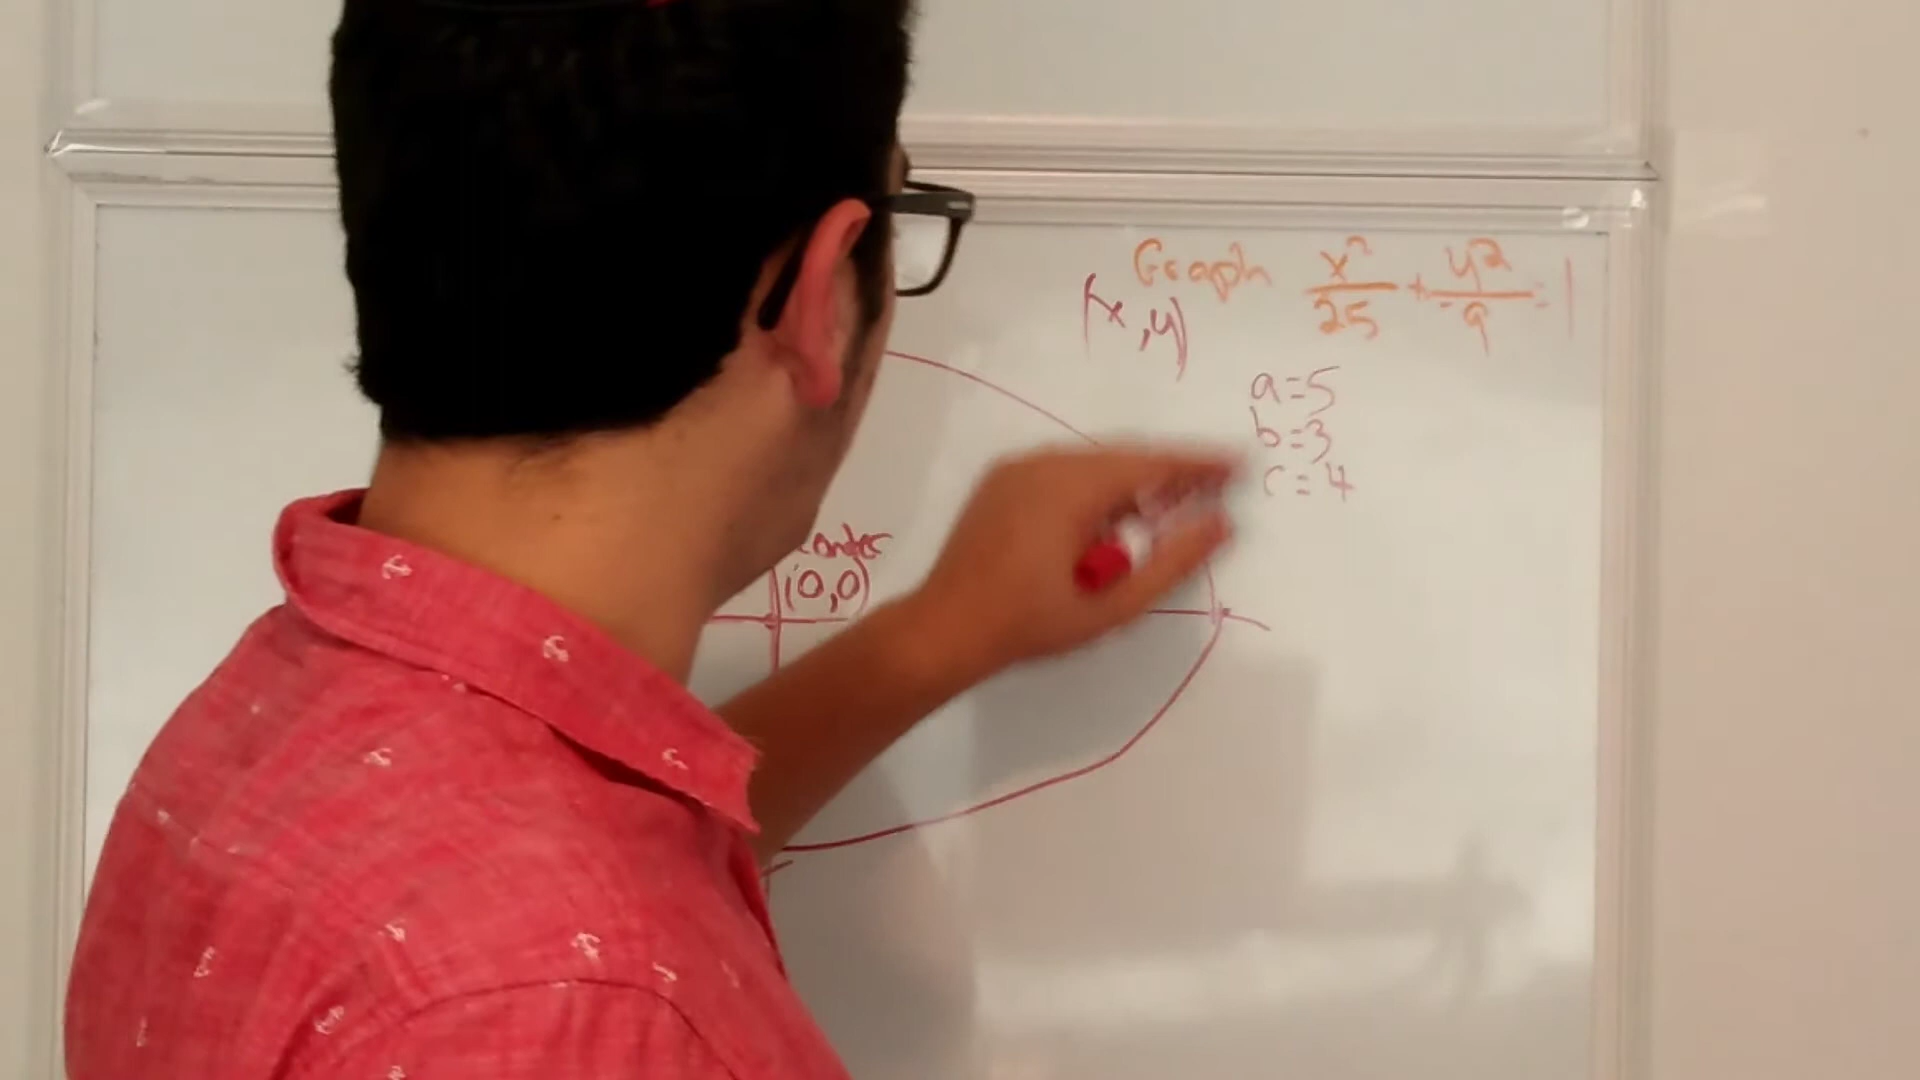 Graph x²/25 + y²/9 = 1
(x,y)
a=5
b=3
c=4
Center
(0,0)